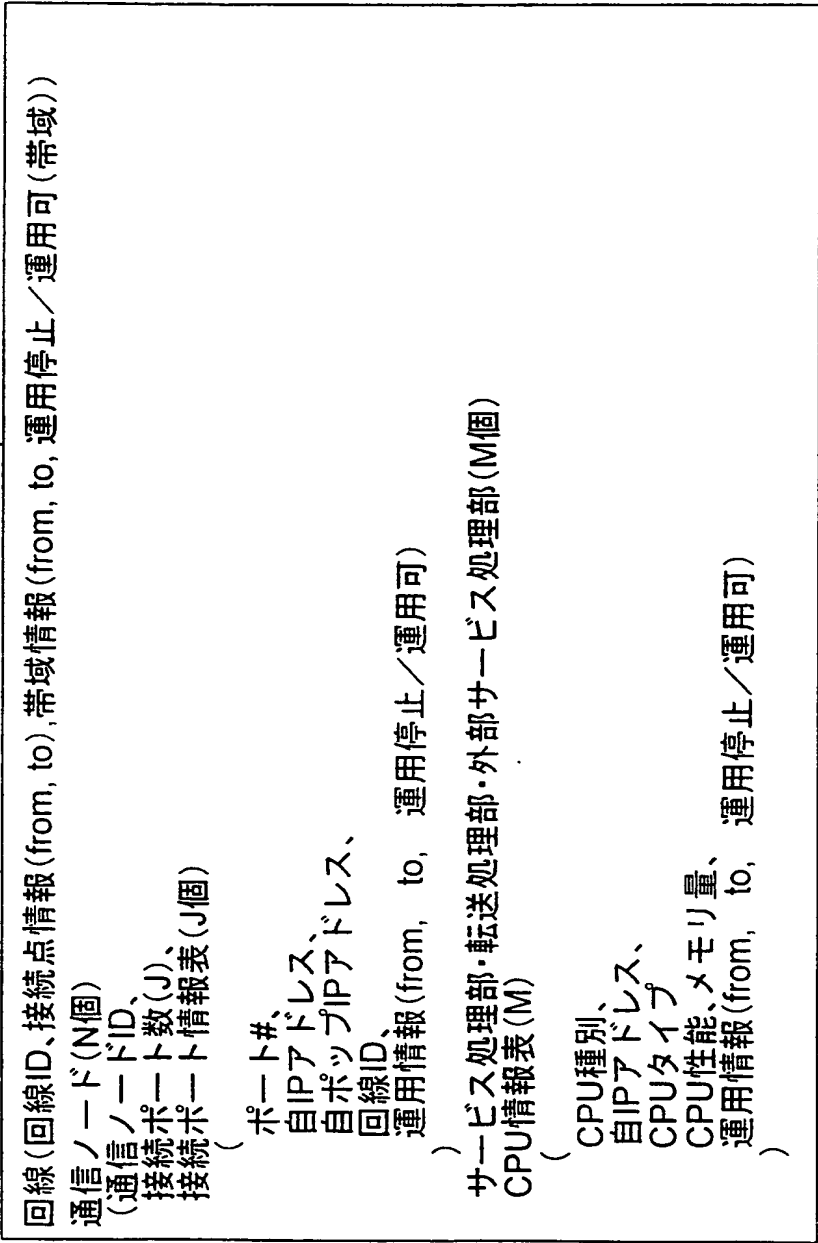 回線(回線ID、接続点情報(from, to),帯域情報(from, to, 運用停止／運用可(帯域))
通信ノード(N個)
(通信ノードID、
接続ポート数(J)、
接続ポート情報表(J個)
(
ポート#、
自IPアドレス、
自ポップIPアドレス、
回線ID、
運用情報(from, to, 運用停止／運用可)
)
サービス処理部・転送処理部・外部サービス処理部(M個)
CPU情報表(M)
(
CPU種別、
自IPアドレス、
CPUタイプ
CPU性能、メモリ量、
運用情報(from, to, 運用停止／運用可)
)